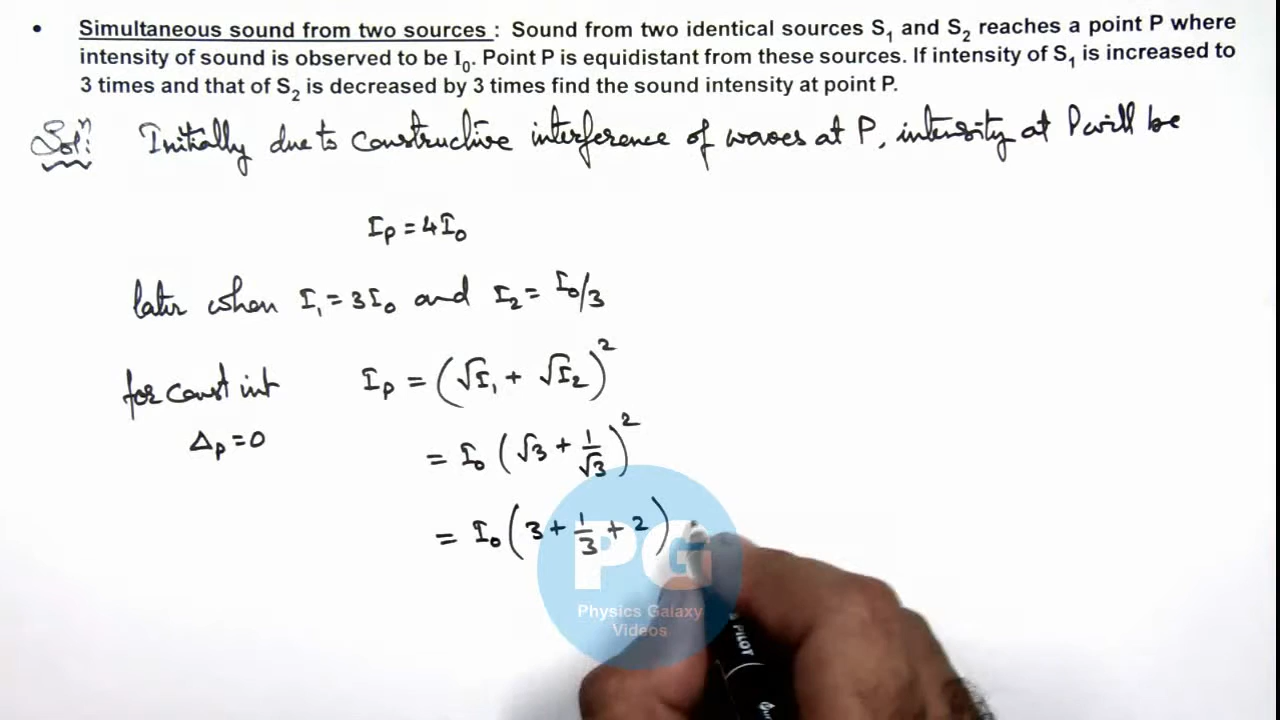 • Simultaneous sound from two sources : Sound from two identical sources S₁ and S₂ reaches a point P where
intensity of sound is observed to be I₀. Point P is equidistant from these sources. If intensity of S₁ is increased to
3 times and that of S₂ is decreased by 3 times find the sound intensity at point P.
Solⁿ: Initially due to constructive interference of waves at P, intensity at P will be
I_P = 4I₀
later when I₁ = 3I₀ and I₂ = I₀/3
for const int I_P = (√I₁ + √I₂)²
Δ_P = 0
= I₀ (√3 + 1/√3)²
= I₀ (3 + 1/3 + 2)
PG
Physics Galaxy
Videos
PILOT